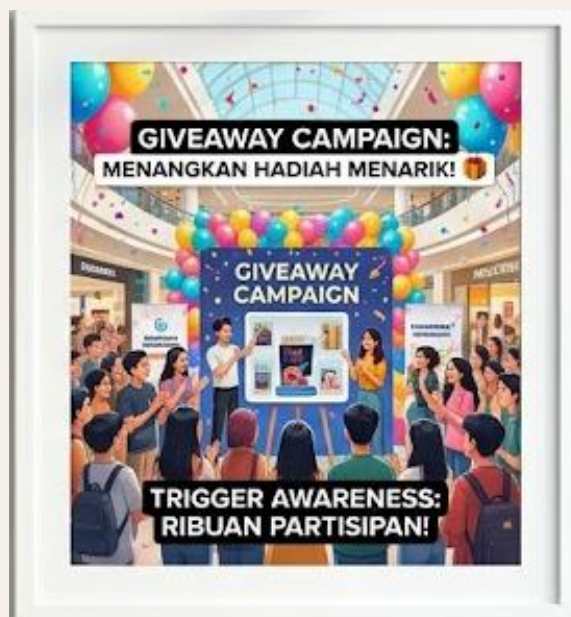 GIVEAWAY CAMPAIGN:
MENANGKAN HADIAH MENARIK! 🎁
GIVEAWAY
CAMPAIGN
TRIGGER AWARENESS:
RIBUAN PARTISIPAN!